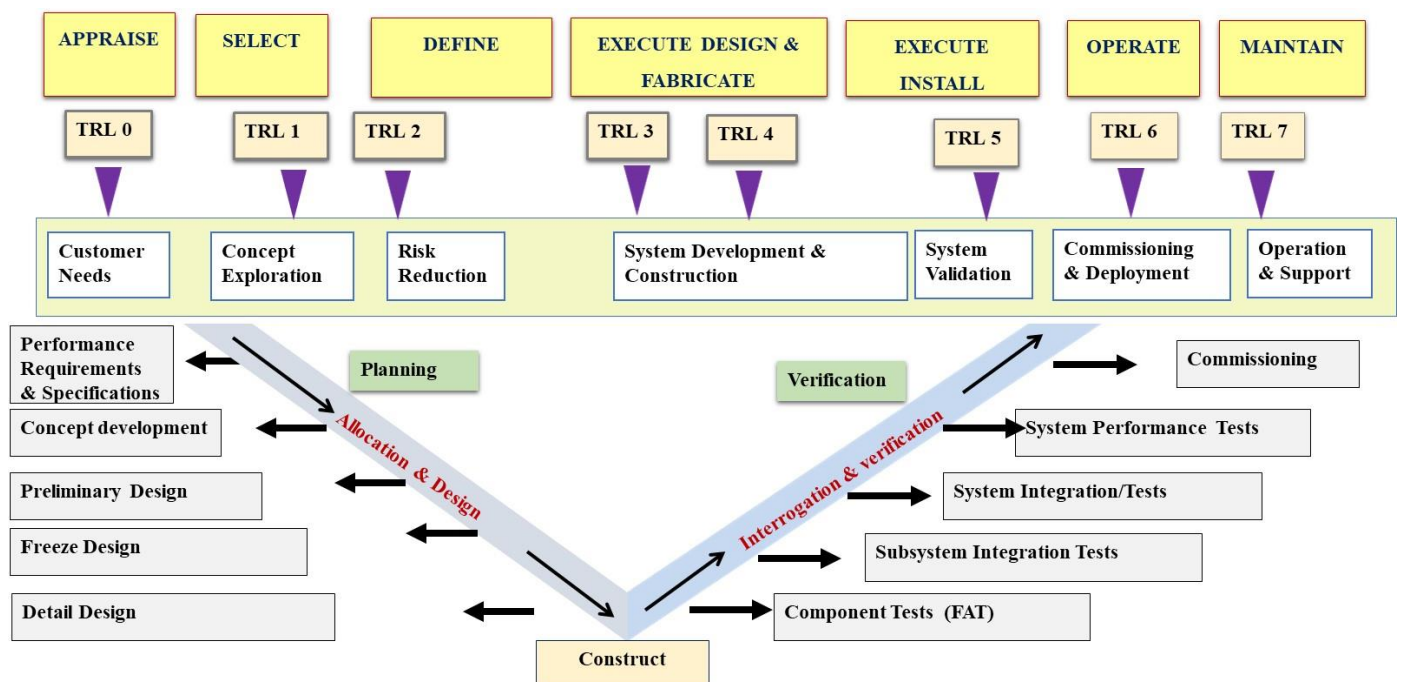 APPRAISE
SELECT
DEFINE
EXECUTE DESIGN &
FABRICATE
EXECUTE
INSTALL
OPERATE
MAINTAIN
TRL 0
TRL 1
TRL 2
TRL 3
TRL 4
TRL 5
TRL 6
TRL 7
Customer
Needs
Concept
Exploration
Risk
Reduction
System Development &
Construction
System
Validation
Commissioning
& Deployment
Operation
& Support
Performance
Requirements
& Specifications
Concept development
Preliminary Design
Freeze Design
Detail Design
Planning
Allocation & Design
Construct
Verification
Interrogation & verification
Commissioning
System Performance Tests
System Integration/Tests
Subsystem Integration Tests
Component Tests (FAT)